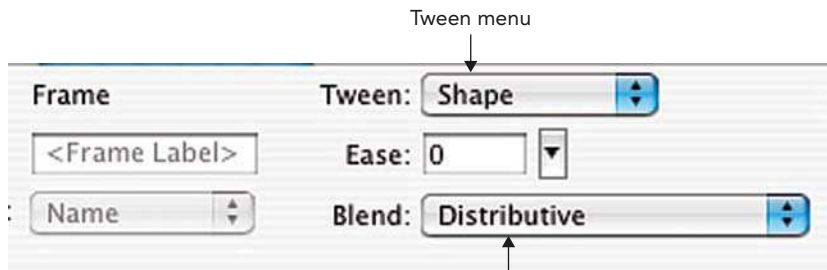 Tween menu
Frame Tween: Shape
<Frame Label> Ease: 0
: Name Blend: Distributive